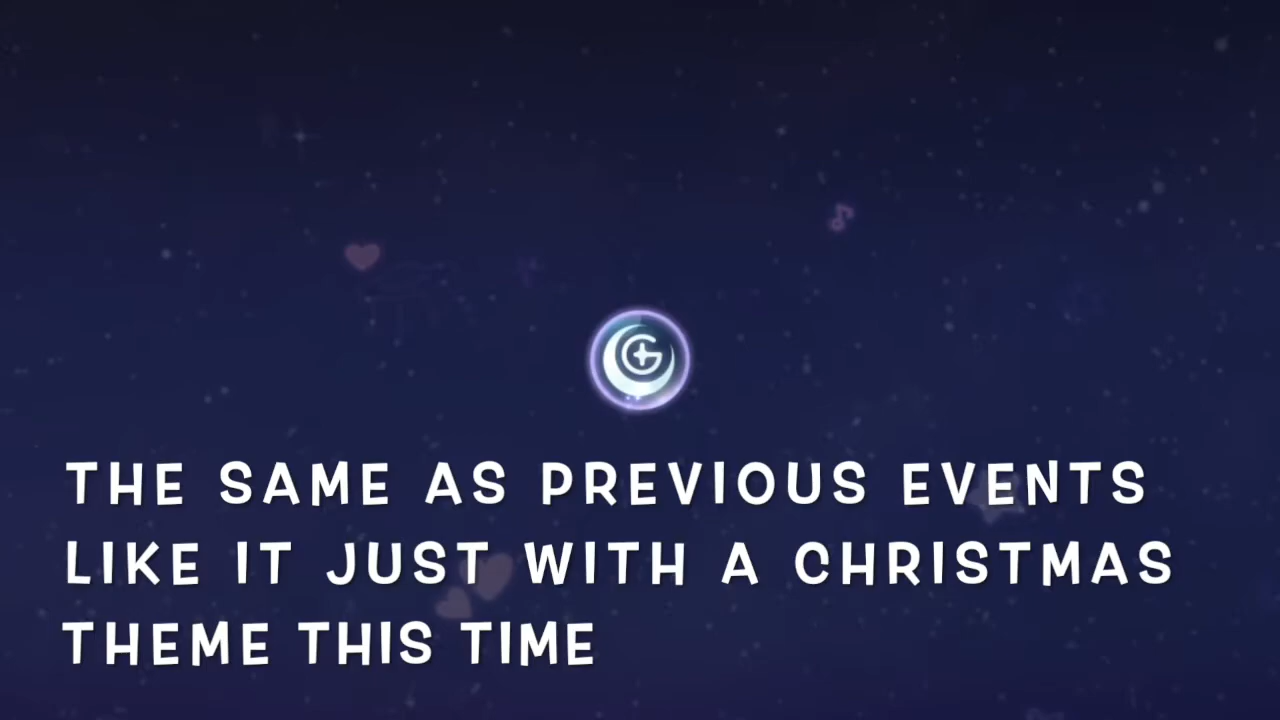 THE SAME AS PREVIOUS EVENTS
LIKE IT JUST WITH A CHRISTMAS
THEME THIS TIME